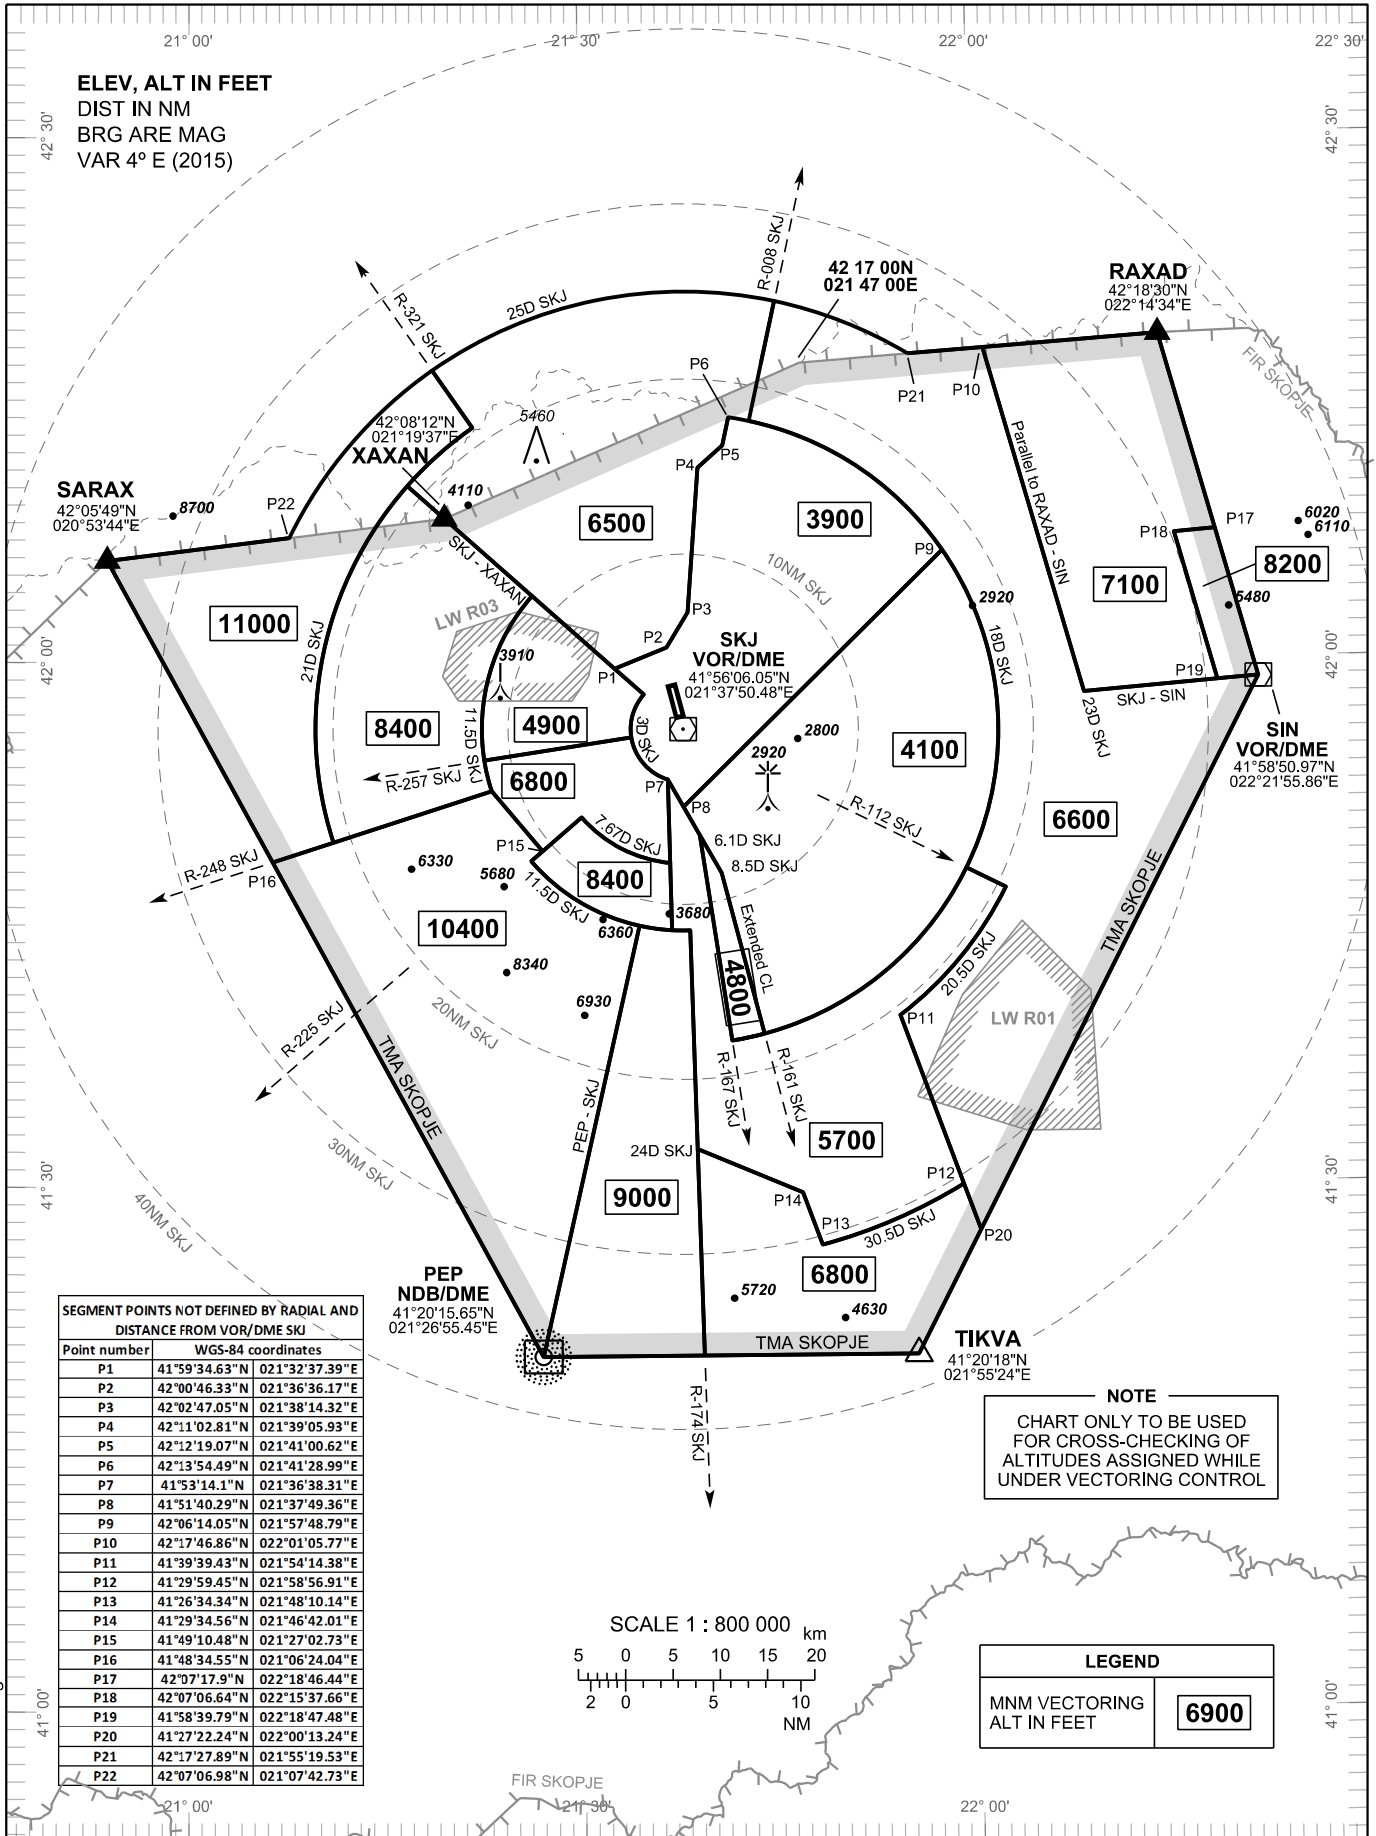 21° 00'
21° 30'
22° 00'
22° 30'
ELEV, ALT IN FEET
DIST IN NM
BRG ARE MAG
VAR 4º E (2015)
42° 30'
42° 30'
R-008 SKJ
42 17 00N
021 47 00E
RAXAD
42°18'30"N
022°14'34"E
R-321 SKJ
25D SKJ
FIR SKOPJE
P6
P21
P10
42°08'12"N
021°19'37"E
XAXAN
5460
P5
P4
Parallel to RAXAD - SIN
SARAX
42°05'49"N
020°53'44"E
8700
P22
4110
6500
3900
P9
P18
P17
6020
6110
8200
SKJ - XAXAN
10NM SKJ
7100
5480
2920
LW R03
P3
11000
21D SKJ
P2
SKJ
VOR/DME
41°56'06.05"N
021°37'50.48"E
18D SKJ
42° 00'
42° 00'
3910
P1
P19
SKJ - SIN
23D SKJ
8400
11.5D SKJ
4900
3D SKJ
SIN
VOR/DME
41°58'50.97"N
022°21'55.86"E
2800
4100
2920
R-257 SKJ
6800
P7
P8
R-112 SKJ
6600
7.67D SKJ
6.1D SKJ
8.5D SKJ
P15
R-248 SKJ
P16
6330
5680
8400
11.5D SKJ
TMA SKOPJE
10400
6360
3680
Extended CL
4800
8340
20.5D SKJ
6930
20NM SKJ
P11
LW R01
R-225 SKJ
TMA SKOPJE
R-167 SKJ
R-161 SKJ
PEP - SKJ
5700
30NM SKJ
24D SKJ
41° 30'
41° 30'
40NM SKJ
9000
P14
P12
P13
30.5D SKJ
P20
6800
PEP
NDB/DME
41°20'15.65"N
021°26'55.45"E
5720
4630
TMA SKOPJE
TIKVA
41°20'18"N
021°55'24"E
R-174 SKJ
SEGMENT POINTS NOT DEFINED BY RADIAL AND
DISTANCE FROM VOR/DME SKJ
Point number WGS-84 coordinates
P1 41°59'34.63"N 021°32'37.39"E
P2 42°00'46.33"N 021°36'36.17"E
P3 42°02'47.05"N 021°38'14.32"E
P4 42°11'02.81"N 021°39'05.93"E
P5 42°12'19.07"N 021°41'00.62"E
P6 42°13'54.49"N 021°41'28.99"E
P7 41°53'14.1"N 021°36'38.31"E
P8 41°51'40.29"N 021°37'49.36"E
P9 42°06'14.05"N 021°57'48.79"E
P10 42°17'46.86"N 022°01'05.77"E
P11 41°39'39.43"N 021°54'14.38"E
P12 41°29'59.45"N 021°58'56.91"E
P13 41°26'34.34"N 021°48'10.14"E
P14 41°29'34.56"N 021°46'42.01"E
P15 41°49'10.48"N 021°27'02.73"E
P16 41°48'34.55"N 021°06'24.04"E
P17 42°07'17.9"N 022°18'46.44"E
P18 42°07'06.64"N 022°15'37.66"E
P19 41°58'39.79"N 022°18'47.48"E
P20 41°27'22.24"N 022°00'13.24"E
P21 42°17'27.89"N 021°55'19.53"E
P22 42°07'06.98"N 021°07'42.73"E
NOTE
CHART ONLY TO BE USED
FOR CROSS-CHECKING OF
ALTITUDES ASSIGNED WHILE
UNDER VECTORING CONTROL
SCALE 1 : 800 000
km
5 0 5 10 15 20
2 0 5 10
NM
LEGEND
MNM VECTORING
ALT IN FEET
6900
41° 00'
41° 00'
FIR SKOPJE
21° 00'
21° 30'
22° 00'